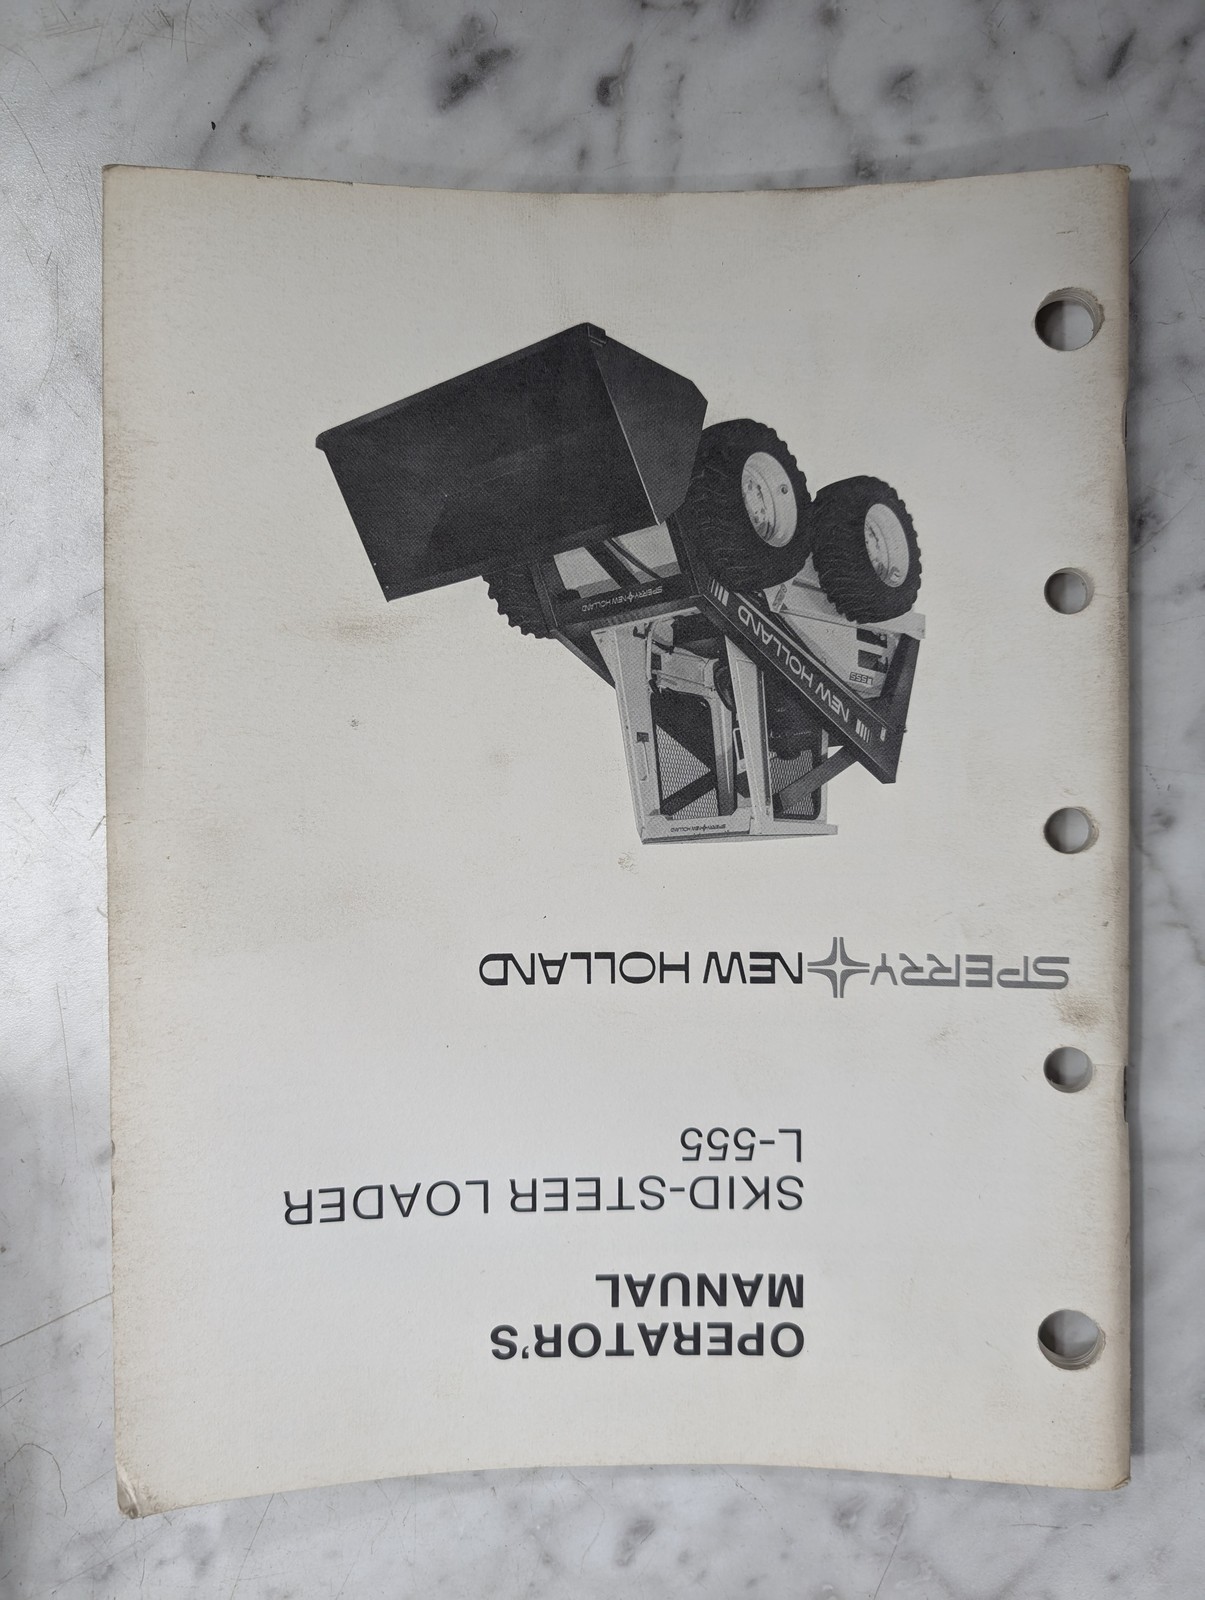 OPERATOR'S
MANUAL
SKID-STEER LOADER
L-555
SPERRY NEW HOLLAND
SPERRY NEW HOLLAND
NEW HOLLAND
L555
SPERRY NEW HOLLAND